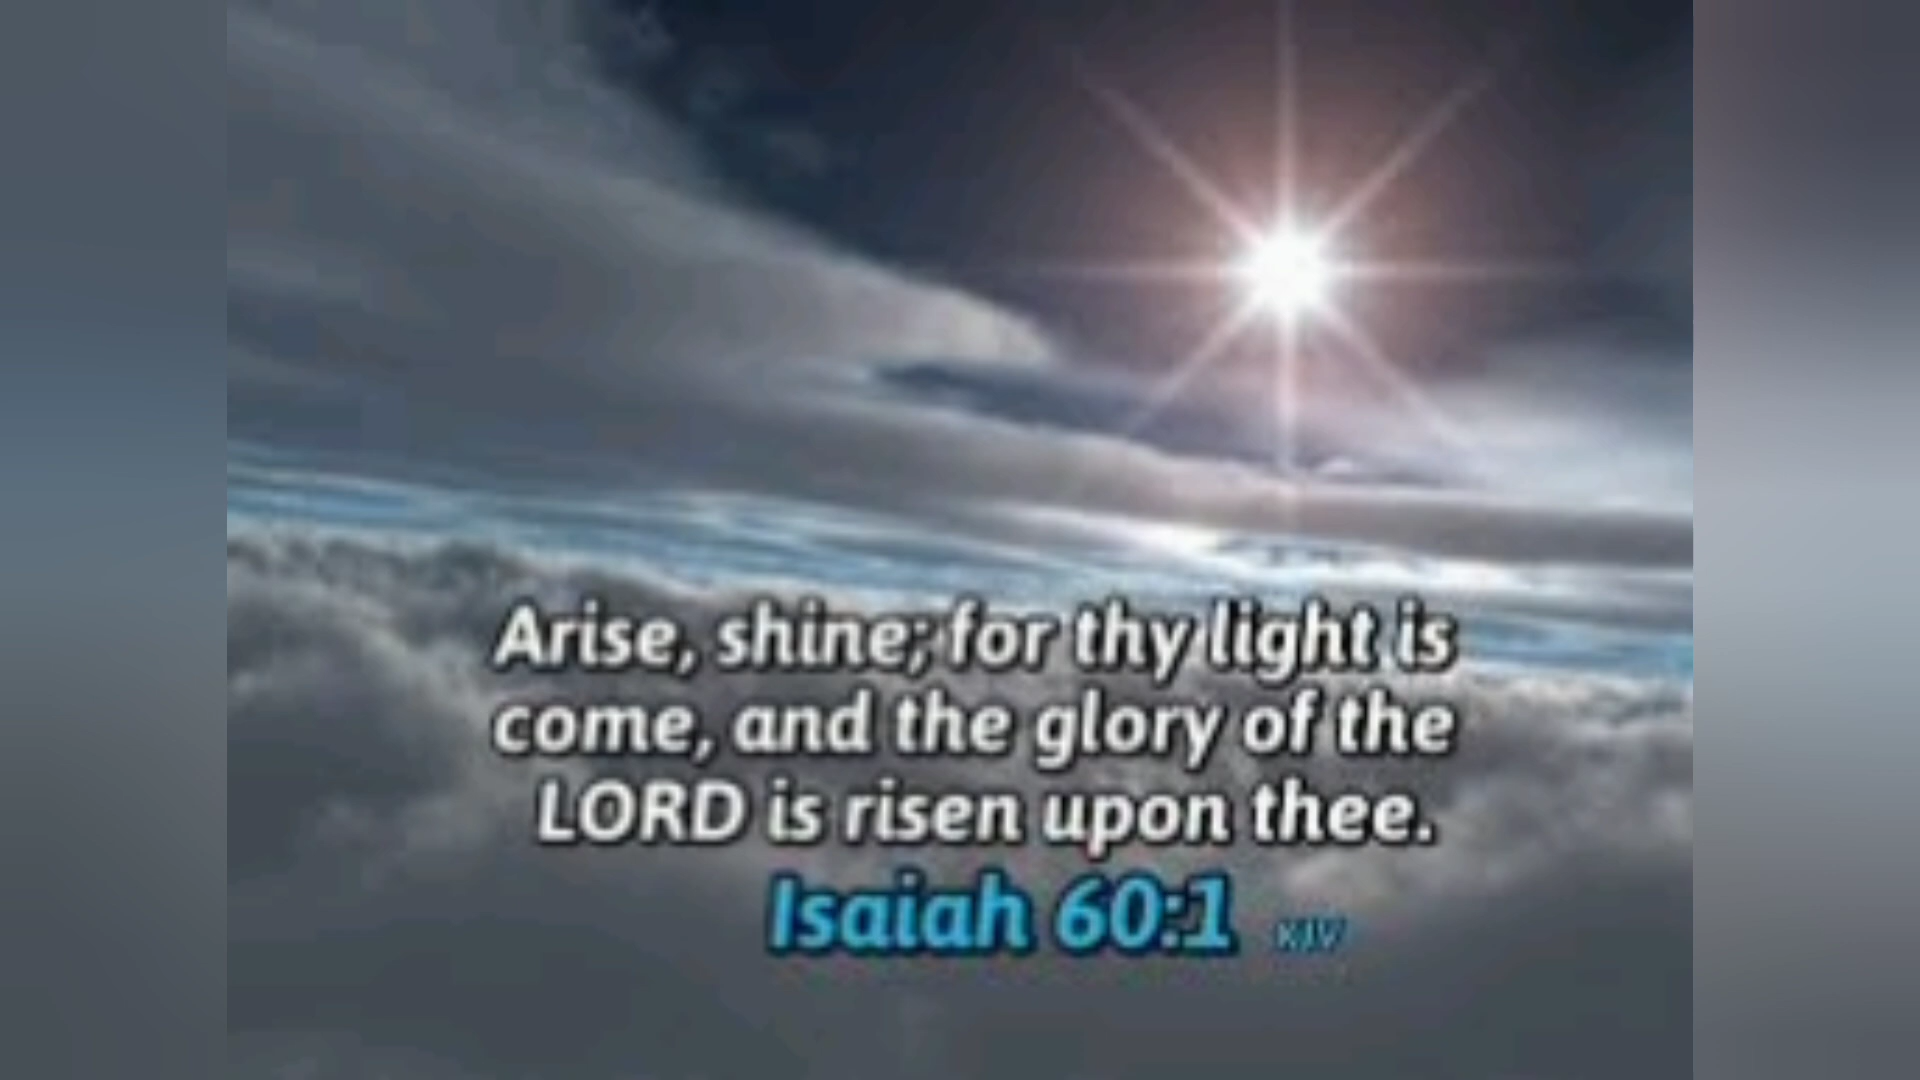 Arise, shine; for thy light is
come, and the glory of the
LORD is risen upon thee.
Isaiah 60:1 KJV